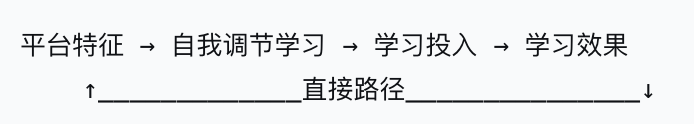 平台特征 → 自我调节学习 → 学习投入 → 学习效果
↑_____________直接路径_______________↓